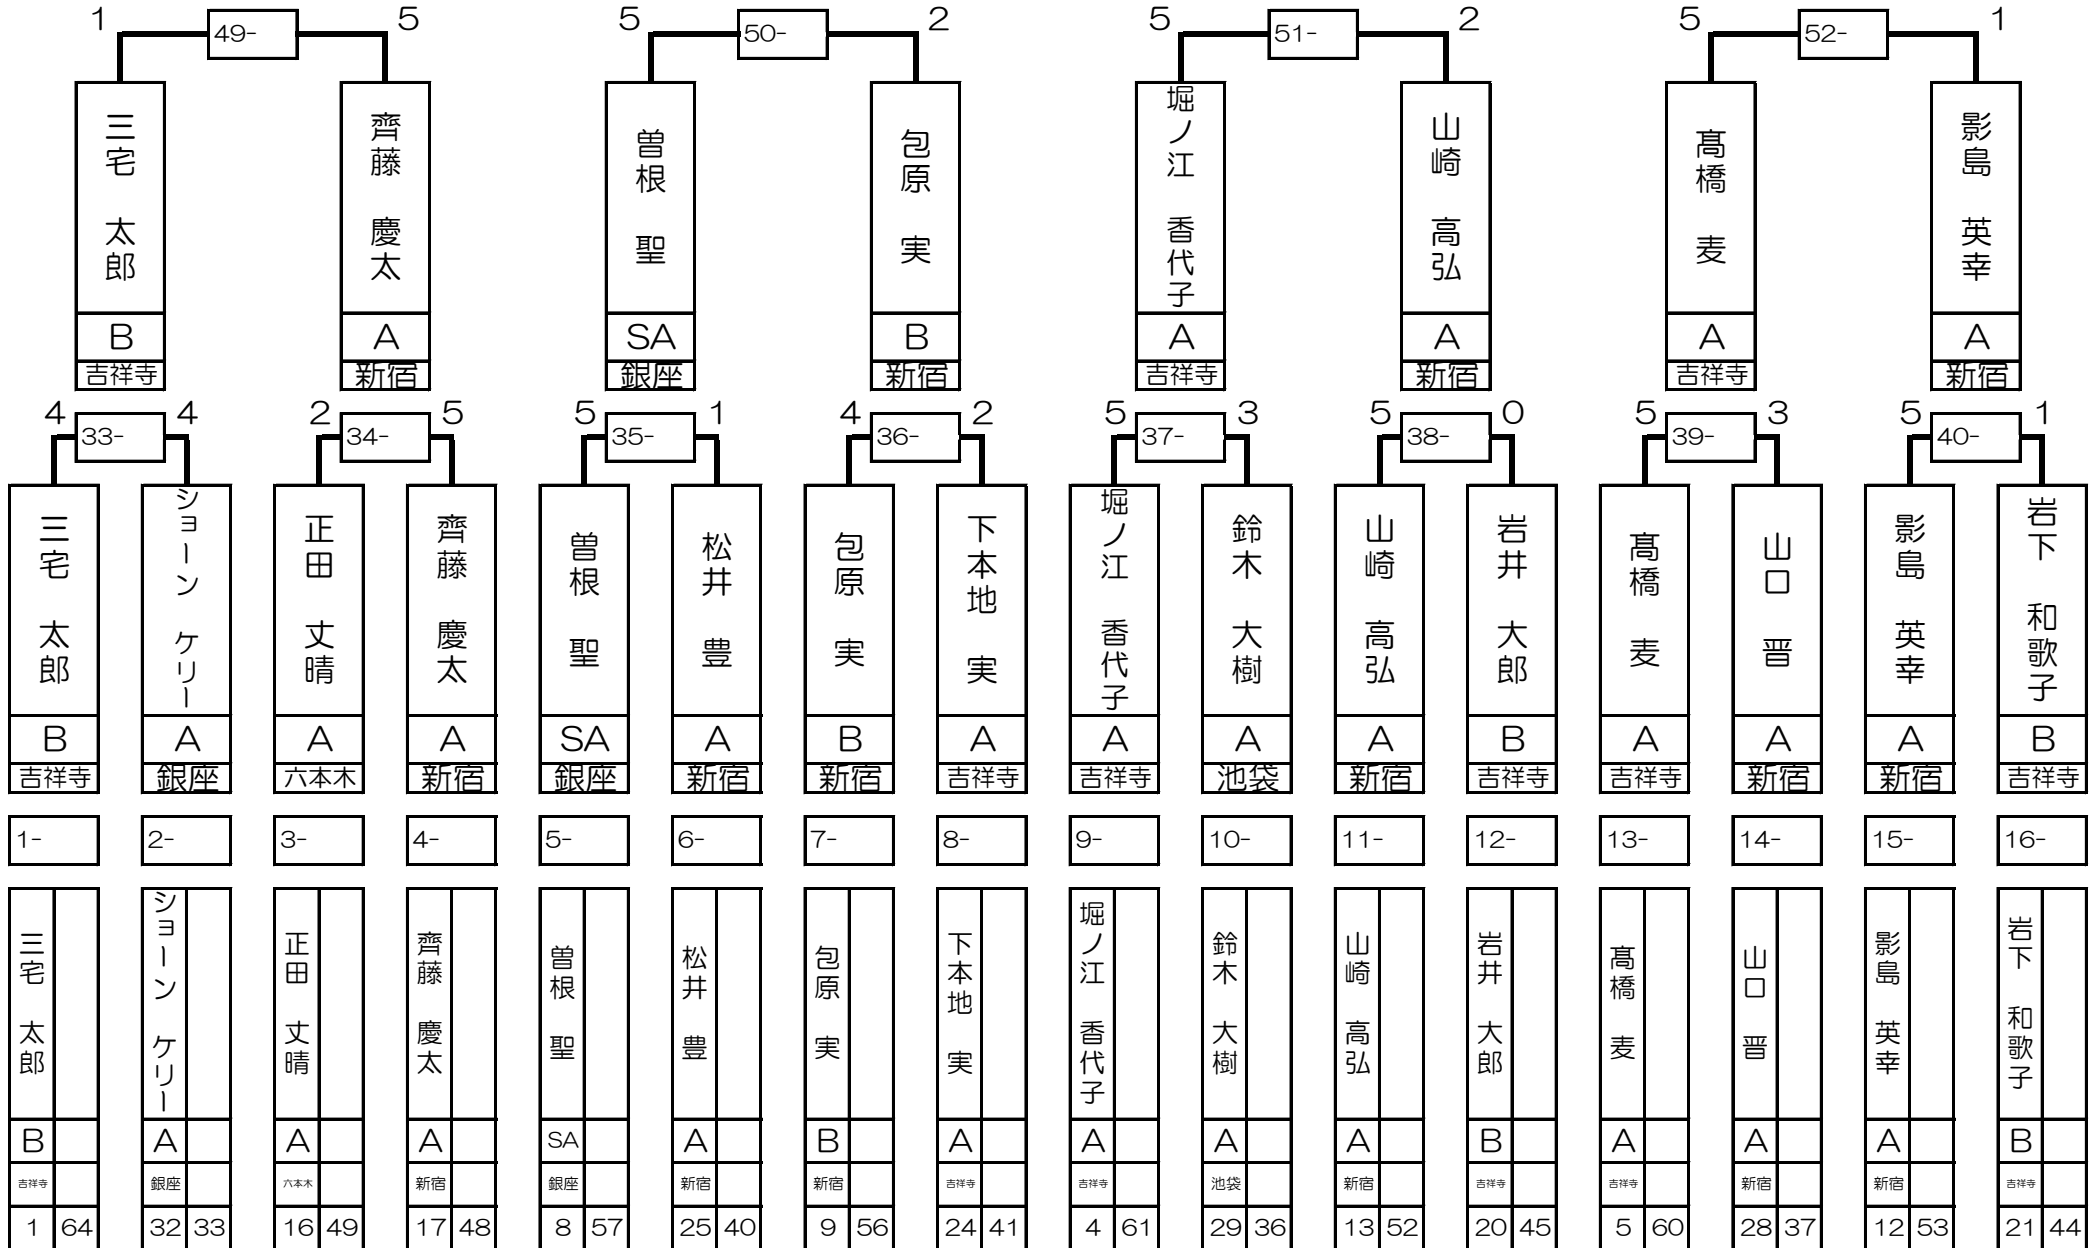 1 49- 5 5 50- 2 5 51- 2 5 52- 1
三宅 太郎 齊藤 慶太 曽根 聖 包原 実 堀ノ江 香代子 山崎 高弘 髙橋 麦 影島 英幸
B A SA B A A A A
吉祥寺 新宿 銀座 新宿 吉祥寺 新宿 吉祥寺 新宿
4 33- 4 2 34- 5 5 35- 1 4 36- 2 5 37- 3 5 38- 0 5 39- 3 5 40- 1
三宅 太郎 ショーン ケリー 正田 丈晴 齊藤 慶太 曽根 聖 松井 豊 包原 実 下本地 実 堀ノ江 香代子 鈴木 大樹 山崎 高弘 岩井 大郎 髙橋 麦 山口 晋 影島 英幸 岩下 和歌子
B A A A SA A B A A A A B A A A B
吉祥寺 銀座 六本木 新宿 銀座 新宿 新宿 吉祥寺 吉祥寺 池袋 新宿 吉祥寺 吉祥寺 新宿 新宿 吉祥寺
1- 2- 3- 4- 5- 6- 7- 8- 9- 10- 11- 12- 13- 14- 15- 16-
三宅 太郎 ショーン ケリー 正田 丈晴 齊藤 慶太 曽根 聖 松井 豊 包原 実 下本地 実 堀ノ江 香代子 鈴木 大樹 山崎 高弘 岩井 大郎 髙橋 麦 山口 晋 影島 英幸 岩下 和歌子
B A A A SA A B A A A A B A A A B
吉祥寺 銀座 六本木 新宿 銀座 新宿 新宿 吉祥寺 吉祥寺 池袋 新宿 吉祥寺 吉祥寺 新宿 新宿 吉祥寺
1 64 32 33 16 49 17 48 8 57 25 40 9 56 24 41 4 61 29 36 13 52 20 45 5 60 28 37 12 53 21 44